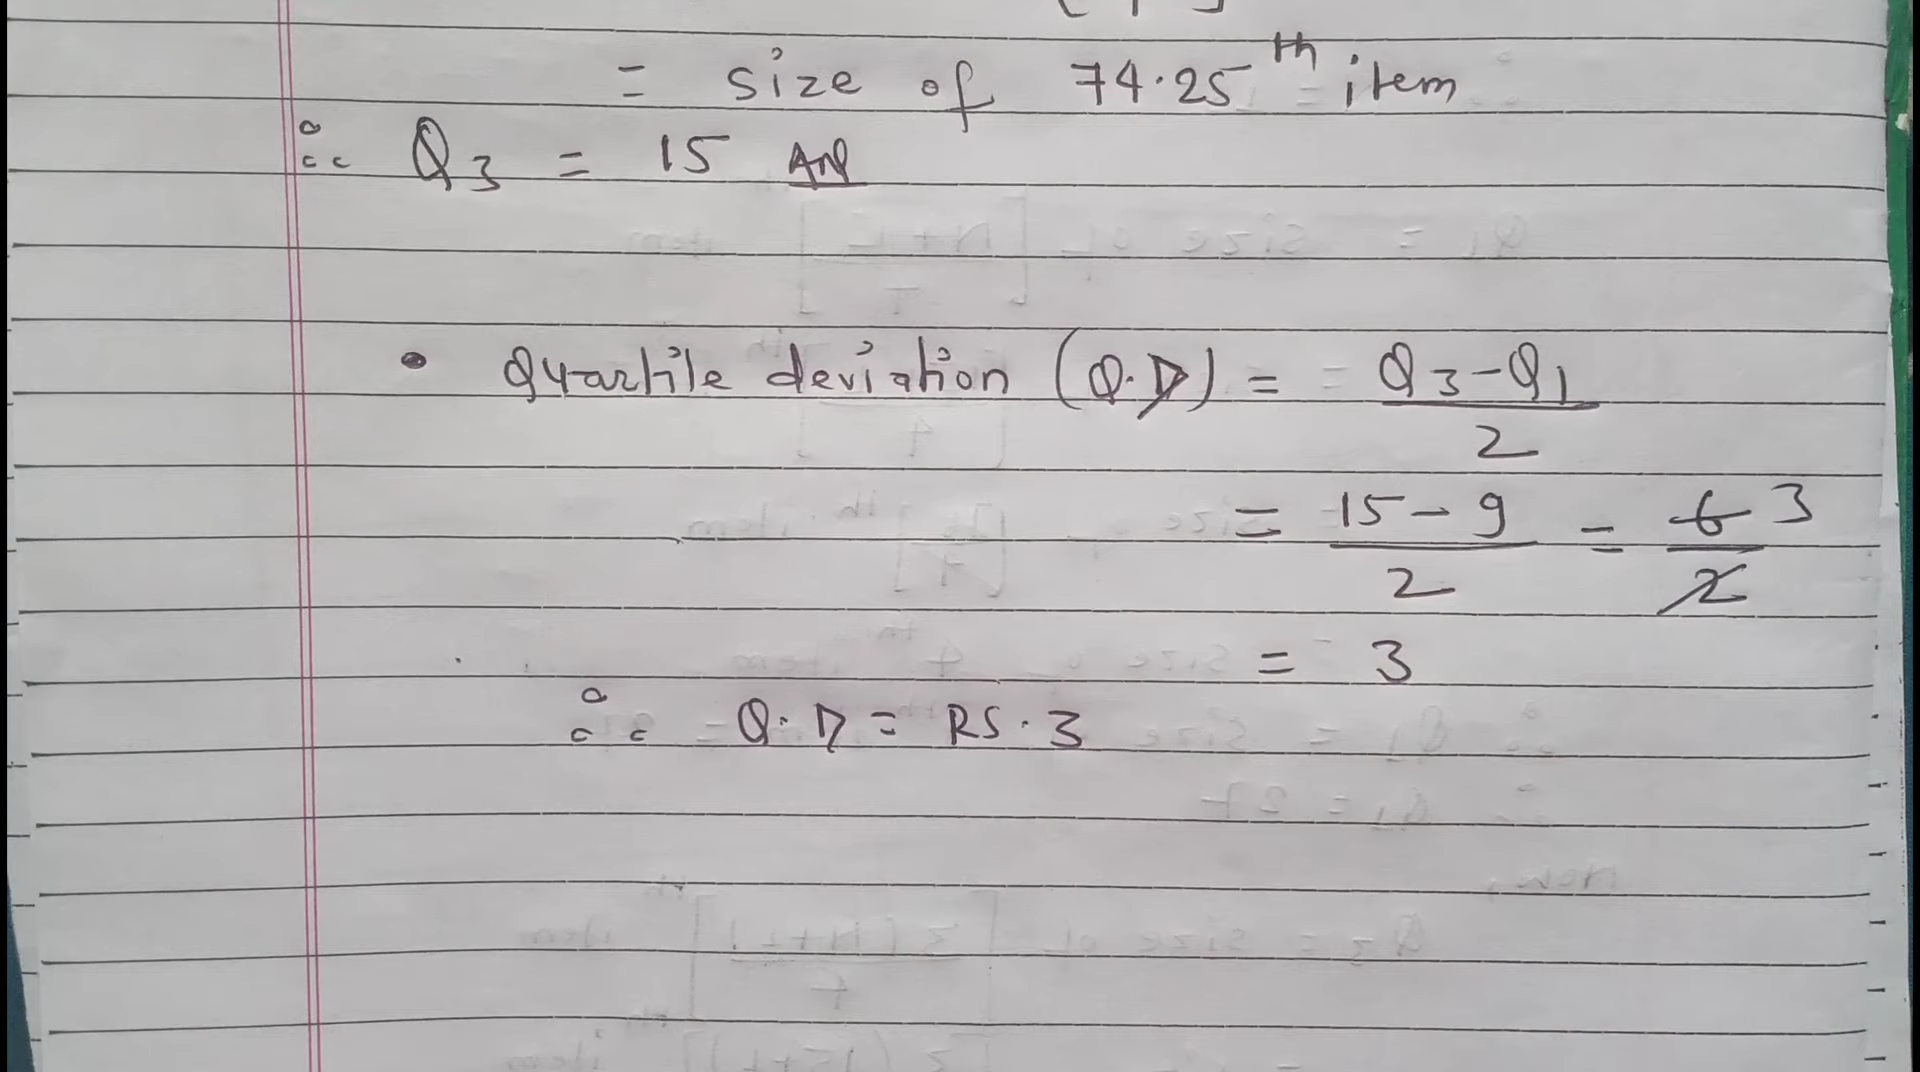 = size of 74.25th item
∴ Q3 = 15 Ans
• Quartile deviation (Q.D) = Q3-Q1
2
= 15-9 = 6 3
2 2
= 3
∴ Q.D = RS.3